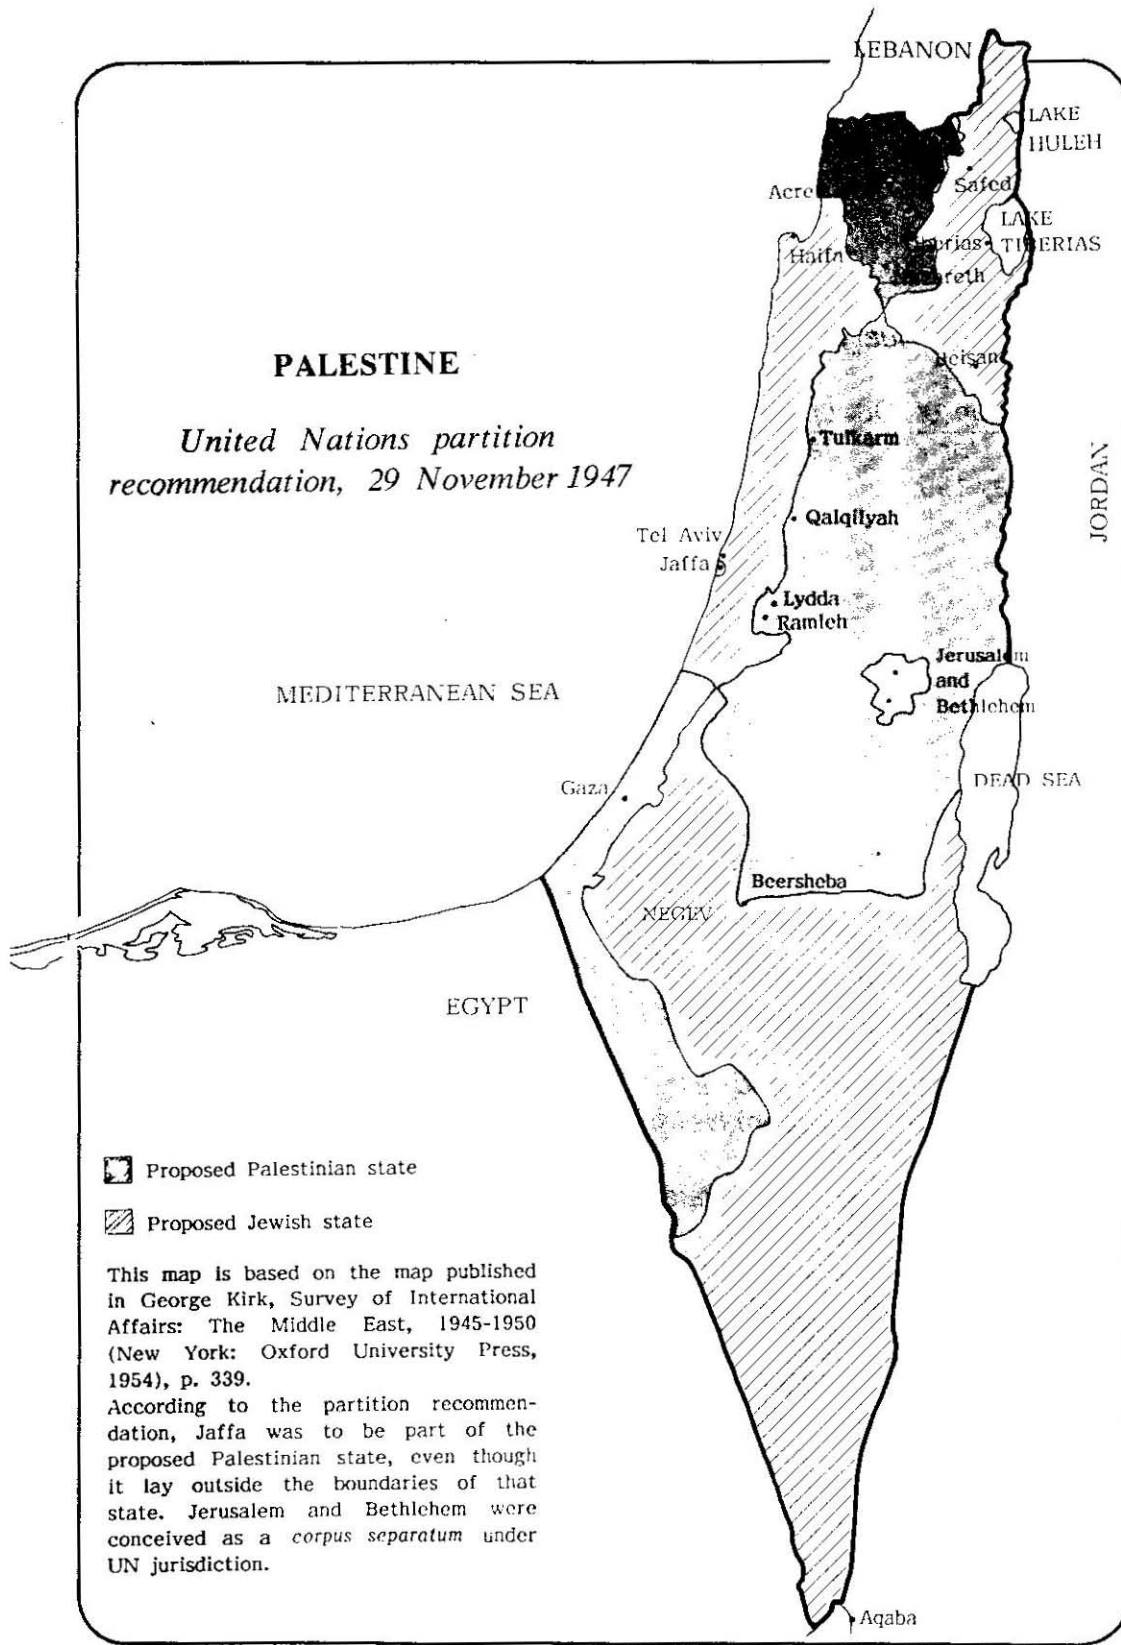 LEBANON
LAKE
HULEH
Safed
Acre
LAKE
TIBERIAS
Haifa
PALESTINE
Beisan
United Nations partition
recommendation, 29 November 1947
Tulkarm
JORDAN
Qalqilyah
Tel Aviv
Jaffa
Lydda
Ramleh
Jerusalem
and
Bethlehem
MEDITERRANEAN SEA
DEAD SEA
Gaza
Beersheba
NEGEV
EGYPT
Proposed Palestinian state
Proposed Jewish state
This map is based on the map published
in George Kirk, Survey of International
Affairs: The Middle East, 1945-1950
(New York: Oxford University Press,
1954), p. 339.
According to the partition recommen-
dation, Jaffa was to be part of the
proposed Palestinian state, even though
it lay outside the boundaries of that
state. Jerusalem and Bethlehem were
conceived as a corpus separatum under
UN jurisdiction.
Aqaba